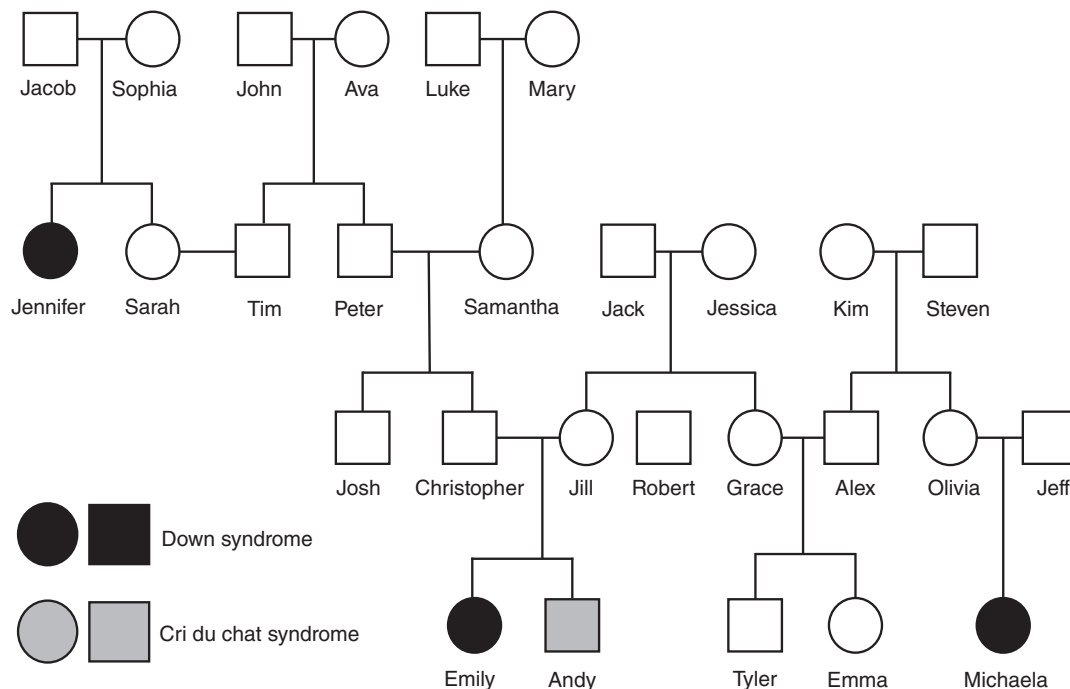 Jacob Sophia John Ava Luke Mary
Jennifer Sarah Tim Peter Samantha Jack Jessica Kim Steven
Josh Christopher Jill Robert Grace Alex Olivia Jeff
Down syndrome
Cri du chat syndrome
Emily Andy Tyler Emma Michaela